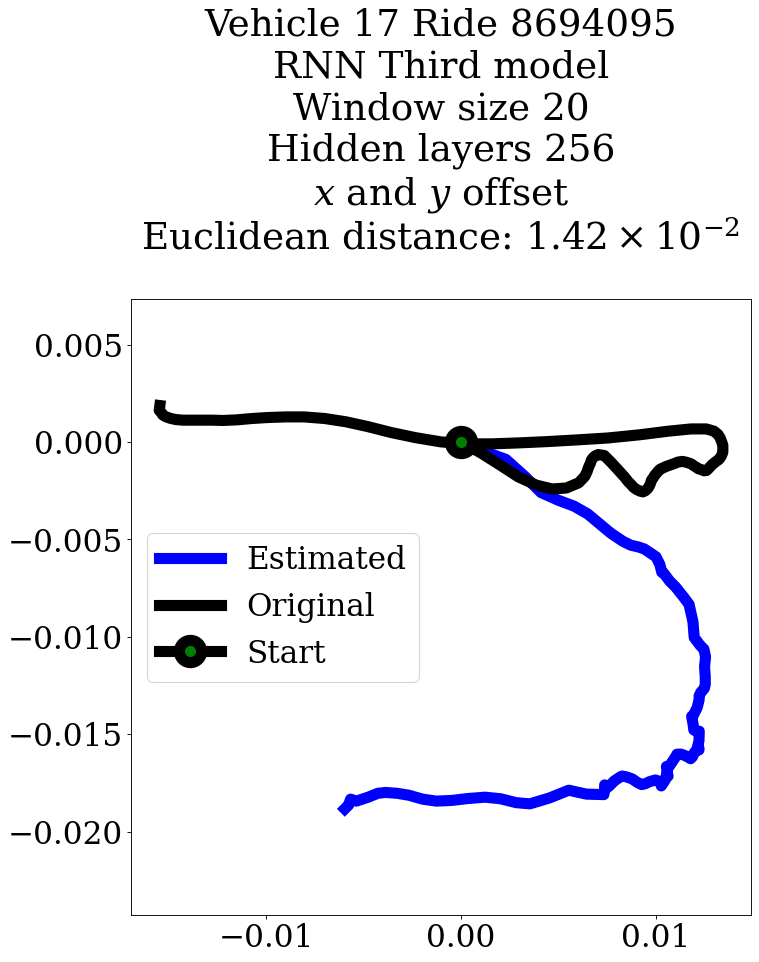 Vehicle 17 Ride 8694095
RNN Third model
Window size 20
Hidden layers 256
x and y offset
Euclidean distance: 1.42 × 10⁻²
0.005
0.000
−0.005
−0.010
−0.015
−0.020
Estimated
Original
Start
−0.01 0.00 0.01